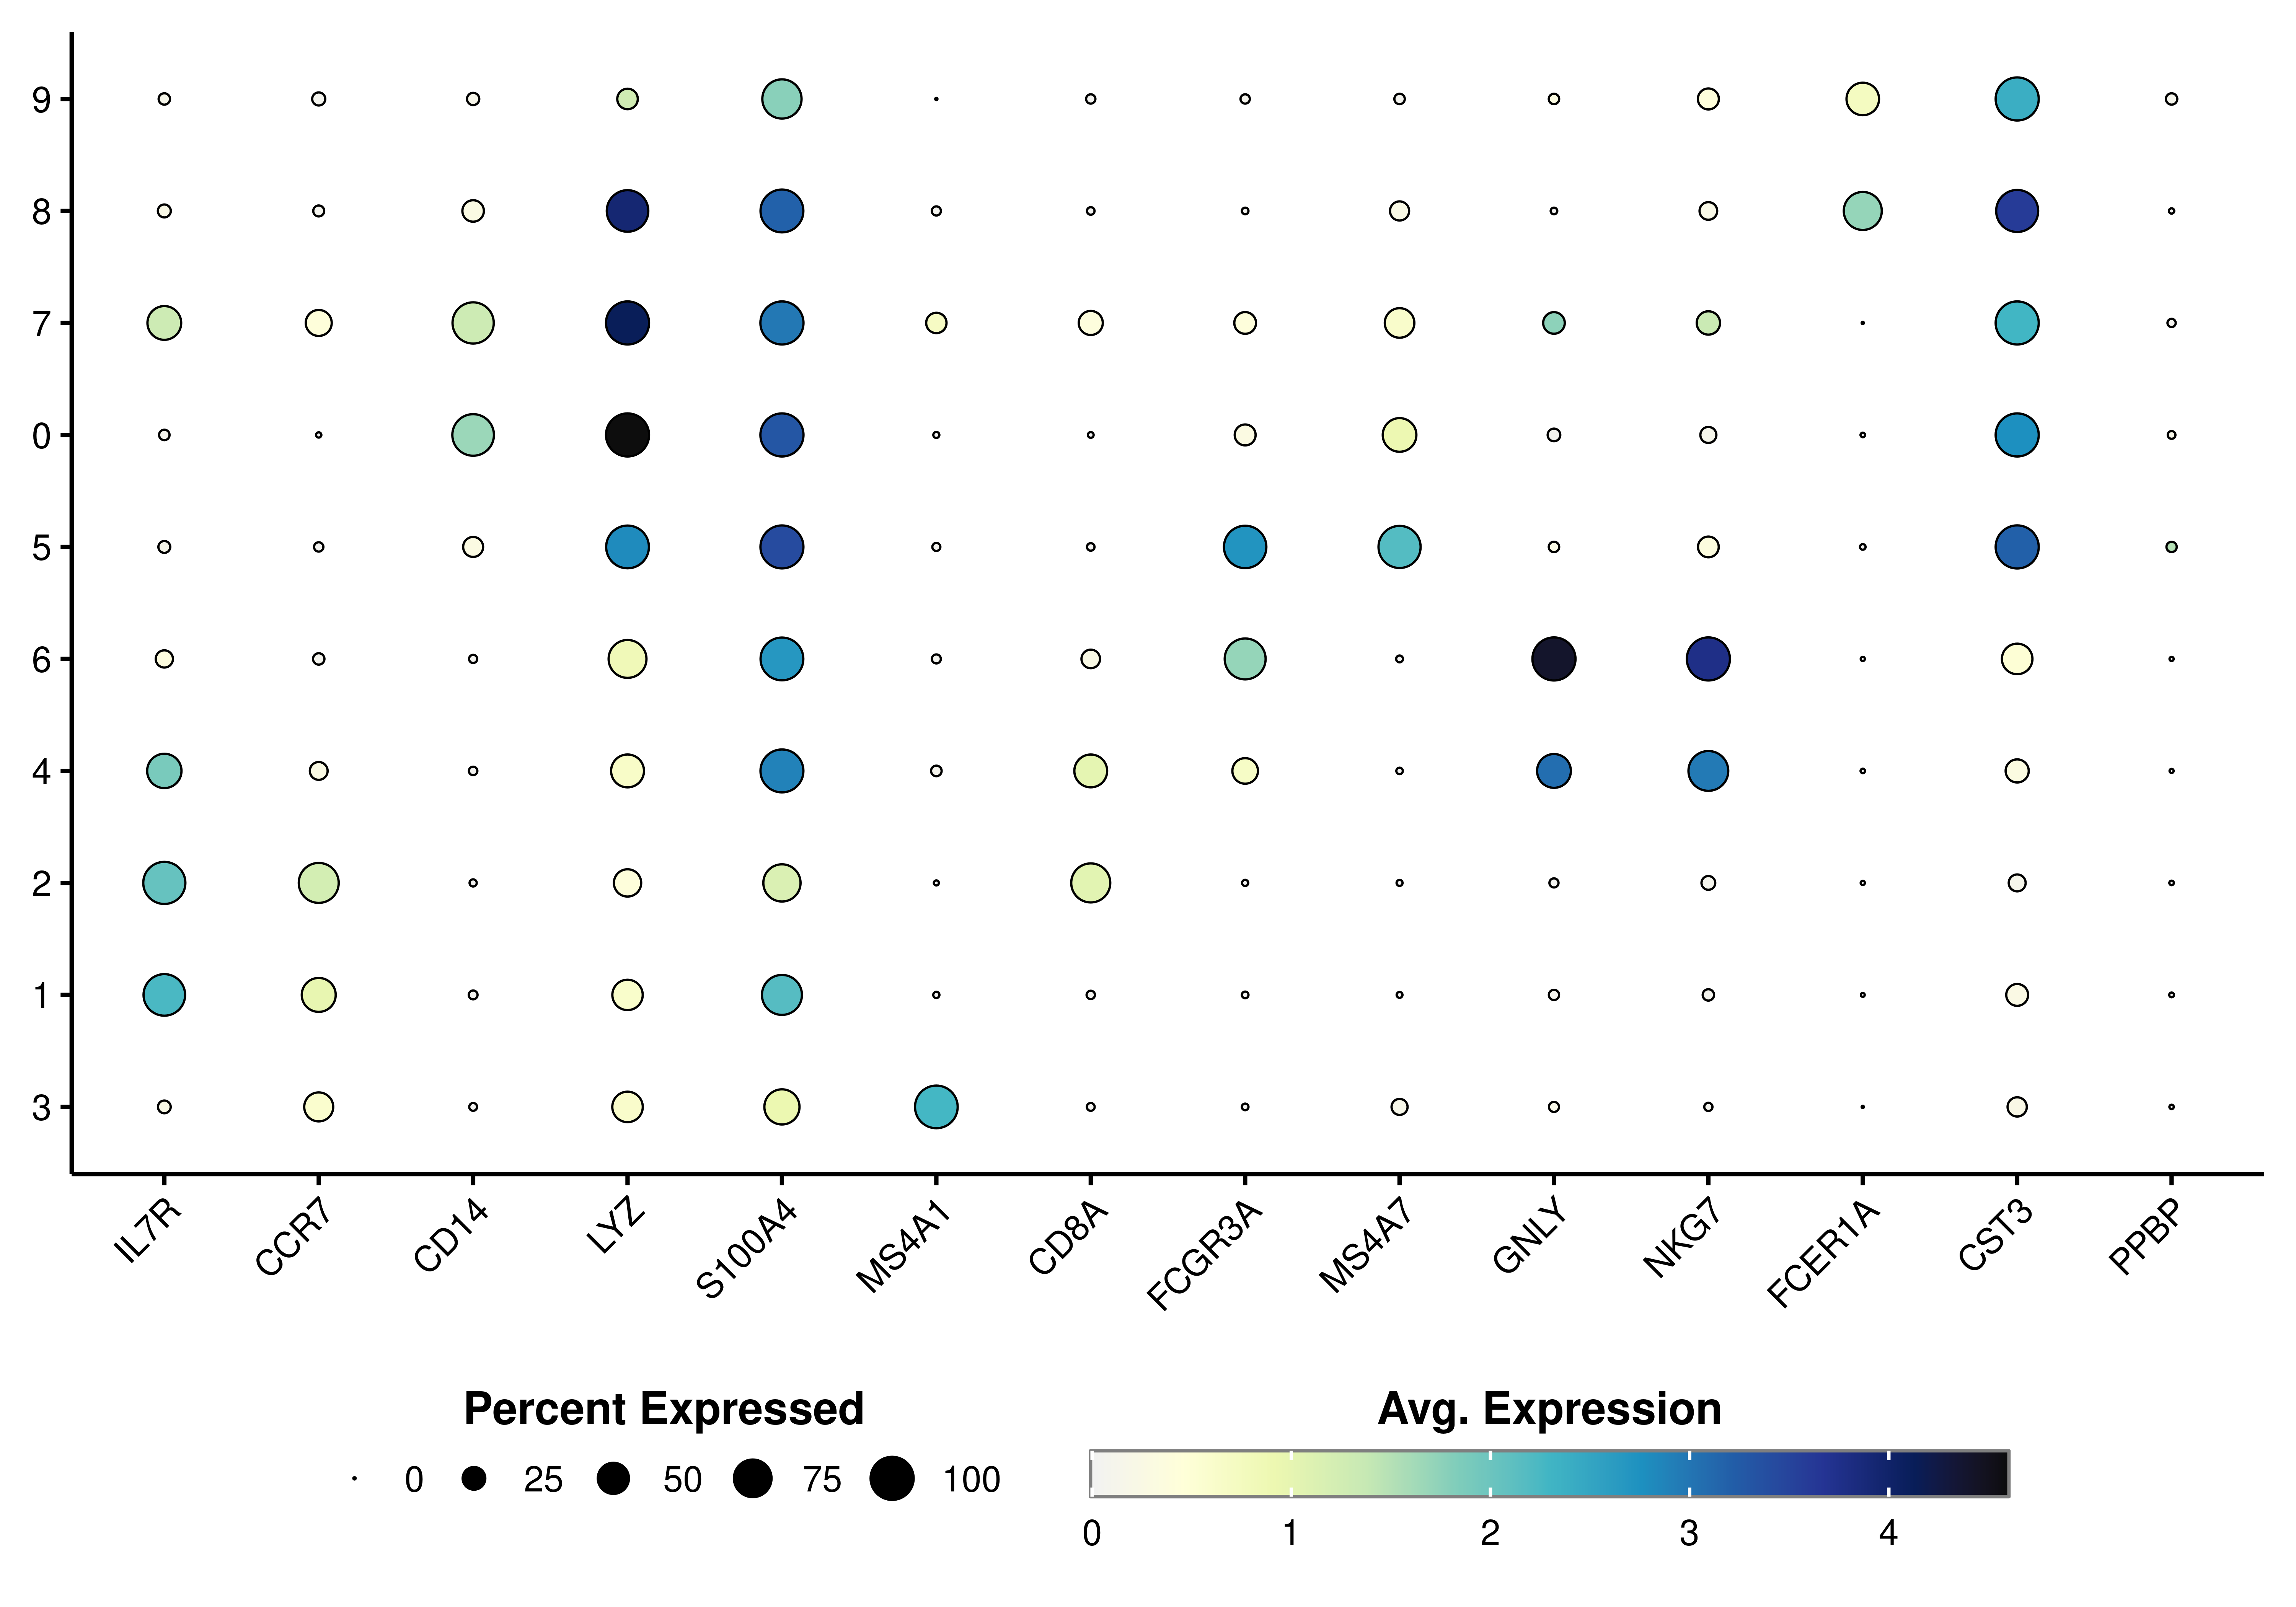 9
8
7
0
5
6
4
2
1
3
IL7R CCR7 CD14 LYZ S100A4 MS4A1 CD8A FCGR3A MS4A7 GNLY NKG7 FCER1A CST3 PPBP
Percent Expressed
0 25 50 75 100
Avg. Expression
0 1 2 3 4